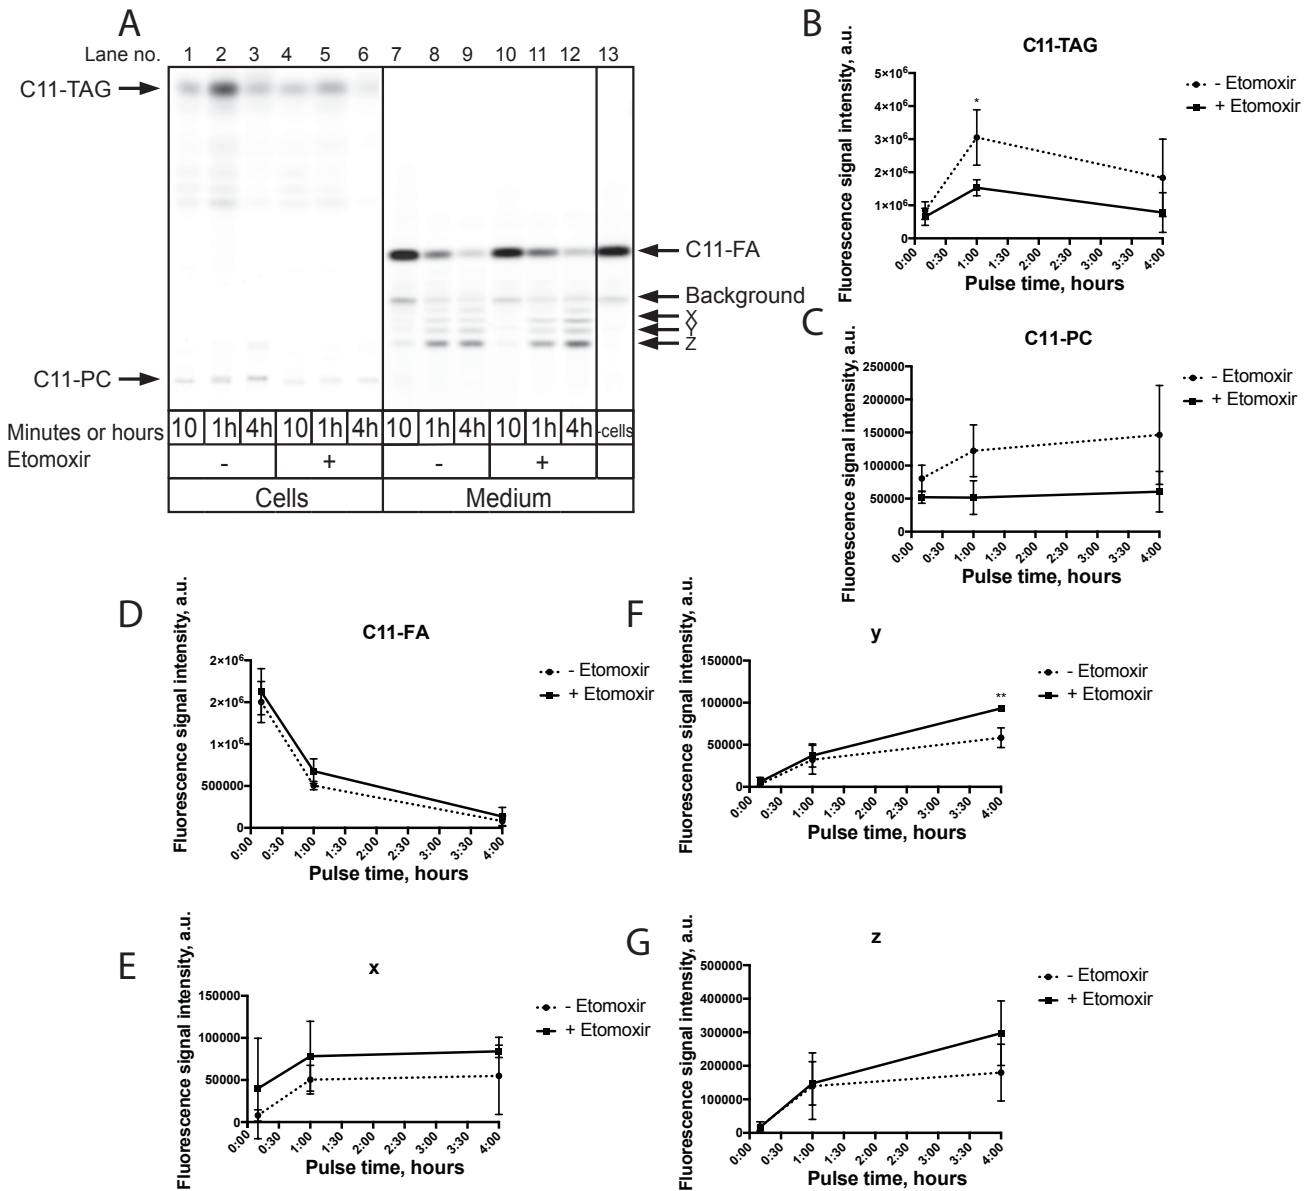 A
Lane no. 1 2 3 4 5 6 7 8 9 10 11 12 13
C11-TAG
C11-FA
Background
X
Y
Z
C11-PC
Minutes or hours 10 1h 4h 10 1h 4h 10 1h 4h 10 1h 4h -cells
Etomoxir - + - +
Cells Medium
B
C11-TAG
Fluorescence signal intensity, a.u.
5×10⁶
4×10⁶
3×10⁶
2×10⁶
1×10⁶
0
*
0:00 0:30 1:00 1:30 2:00 2:30 3:00 3:30 4:00
Pulse time, hours
- Etomoxir
+ Etomoxir
C
C11-PC
Fluorescence signal intensity, a.u.
250000
200000
150000
100000
50000
0
0:00 0:30 1:00 1:30 2:00 2:30 3:00 3:30 4:00
Pulse time, hours
- Etomoxir
+ Etomoxir
D
C11-FA
Fluorescence signal intensity, a.u.
2×10⁶
2×10⁶
1×10⁶
500000
0
0:00 0:30 1:00 1:30 2:00 2:30 3:00 3:30 4:00
Pulse time, hours
- Etomoxir
+ Etomoxir
F
y
Fluorescence signal intensity, a.u.
150000
100000
50000
0
**
0:00 0:30 1:00 1:30 2:00 2:30 3:00 3:30 4:00
Pulse time, hours
- Etomoxir
+ Etomoxir
E
x
Fluorescence signal intensity, a.u.
150000
100000
50000
0
0:00 0:30 1:00 1:30 2:00 2:30 3:00 3:30 4:00
Pulse time, hours
- Etomoxir
+ Etomoxir
G
z
Fluorescence signal intensity, a.u.
500000
400000
300000
200000
100000
0
0:00 0:30 1:00 1:30 2:00 2:30 3:00 3:30 4:00
Pulse time, hours
- Etomoxir
+ Etomoxir